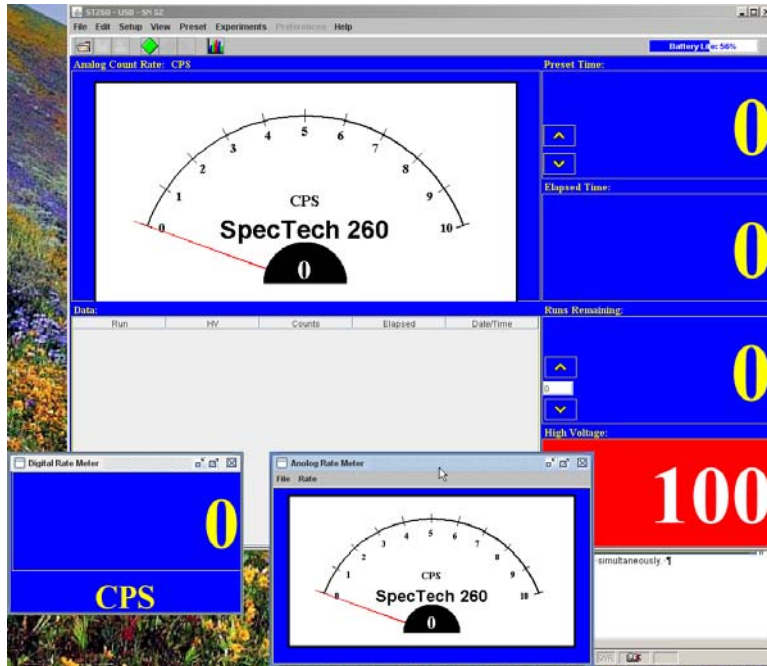 ST260 - USB - SN 52
File Edit Setup View Preset Experiments Preferences Help
Battery Life: 56%
Analog Count Rate: CPS
Preset Time:
0 1 2 3 4 5 6 7 8 9 10
CPS
SpecTech 260
0
0
Elapsed Time:
0
Data:
Run HV Counts Elapsed Date/Time
Runs Remaining:
0
0
High Voltage:
100
Digital Rate Meter
0
CPS
Anolog Rate Meter
File Rate
0 1 2 3 4 5 6 7 8 9 10
CPS
SpecTech 260
0
simultaneously. ¶